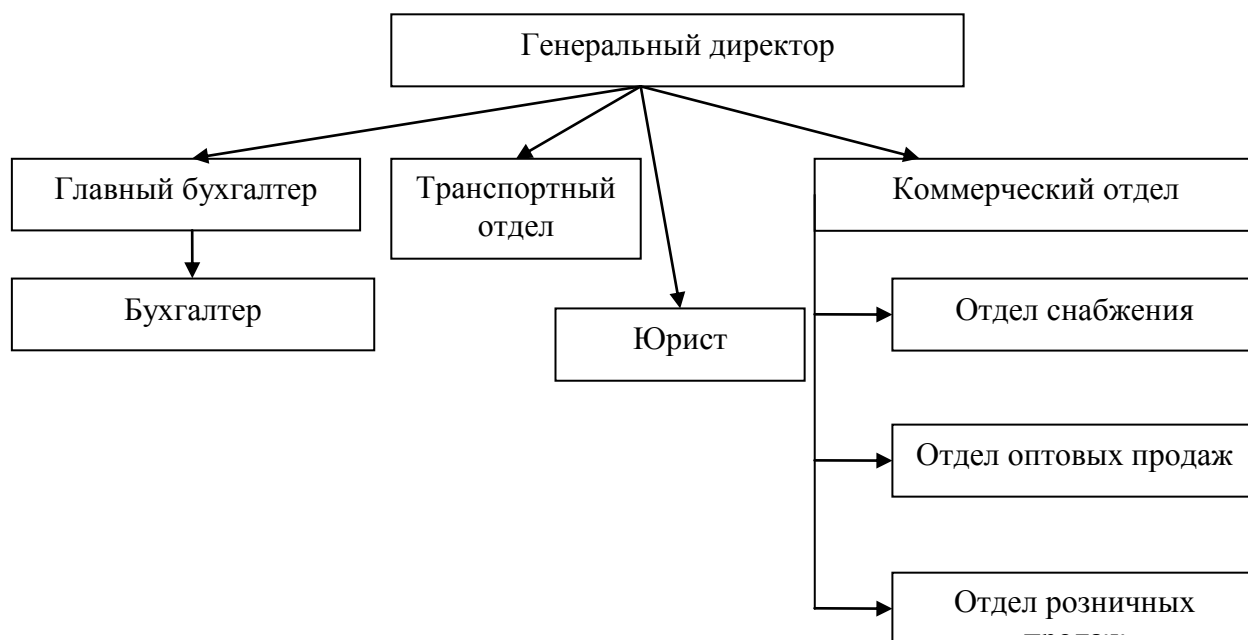 Генеральный директор
Главный бухгалтер
Транспортный
отдел
Коммерческий отдел
Бухгалтер
Юрист
Отдел снабжения
Отдел оптовых продаж
Отдел розничных